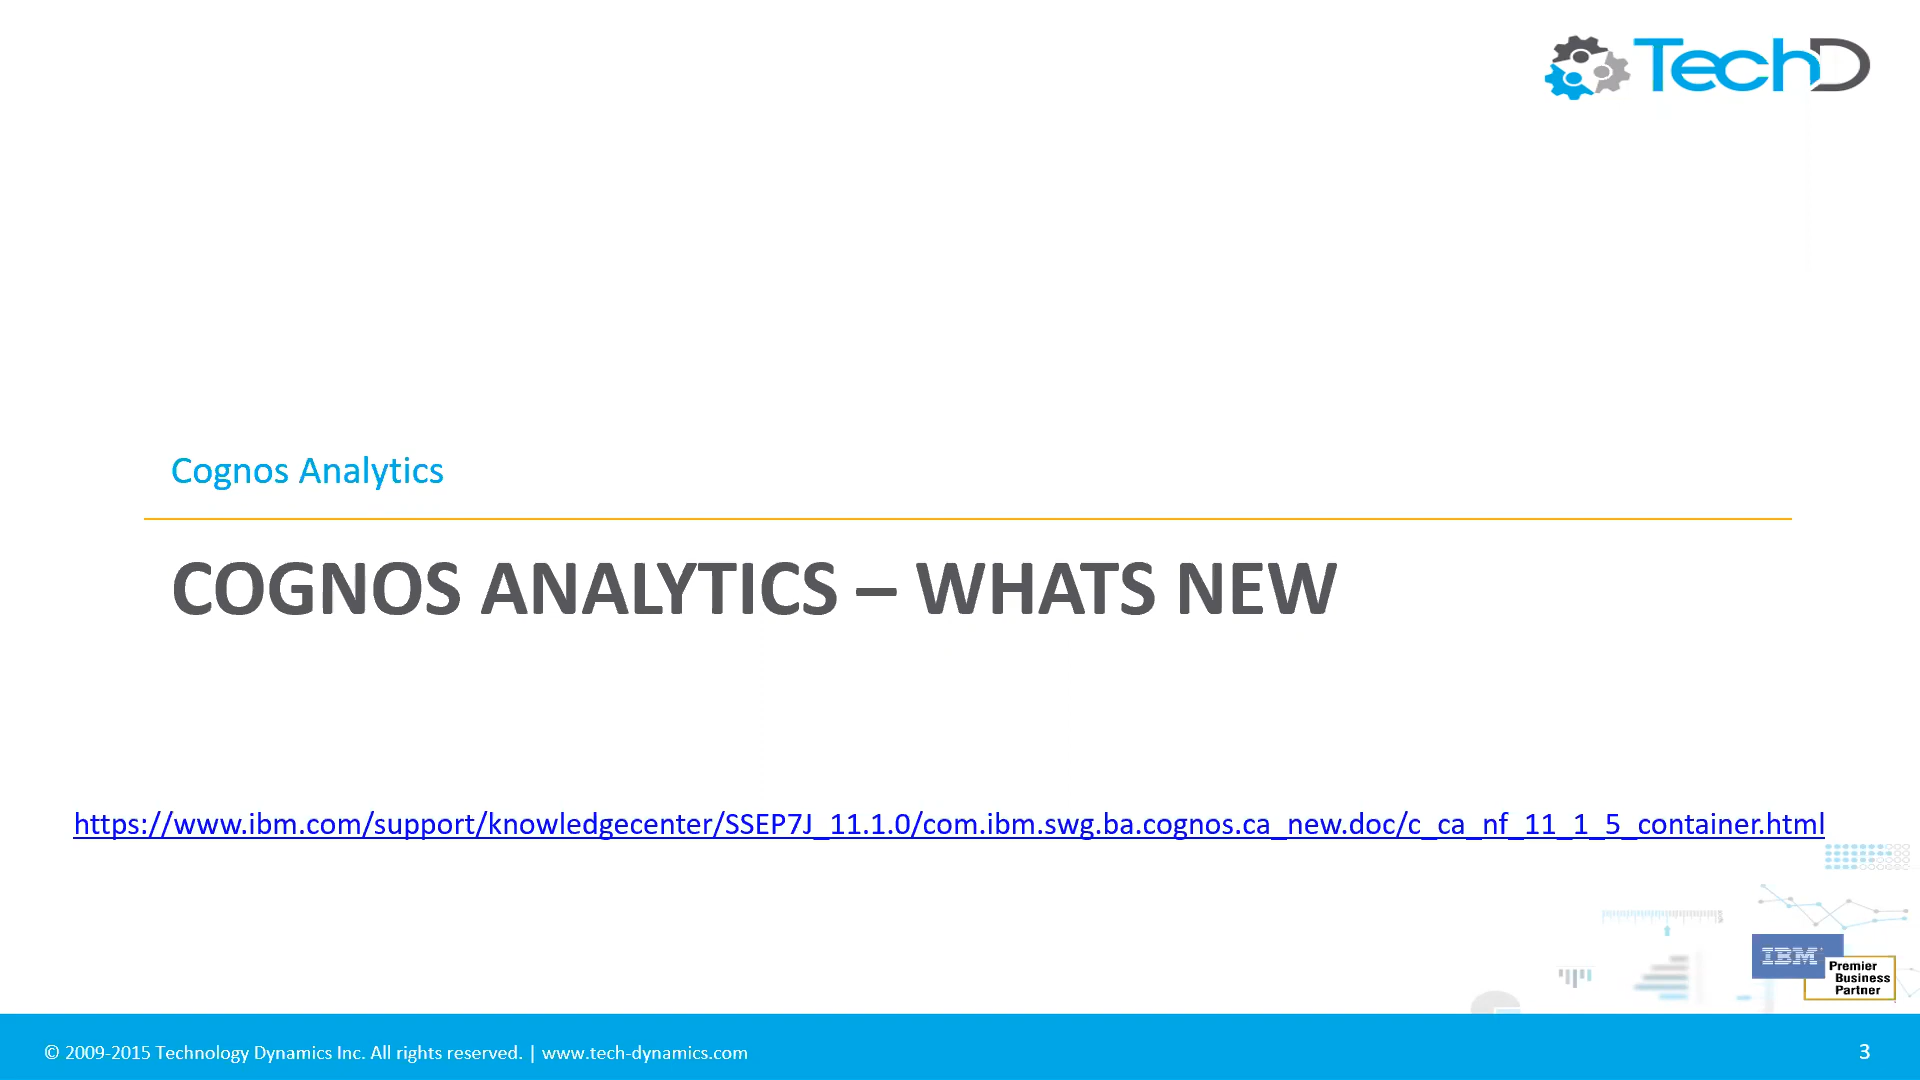 TechD
Cognos Analytics
COGNOS ANALYTICS – WHATS NEW
https://www.ibm.com/support/knowledgecenter/SSEP7J_11.1.0/com.ibm.swg.ba.cognos.ca_new.doc/c_ca_nf_11_1_5_container.html
IBM
Premier
Business
Partner
© 2009-2015 Technology Dynamics Inc. All rights reserved. | www.tech-dynamics.com
3